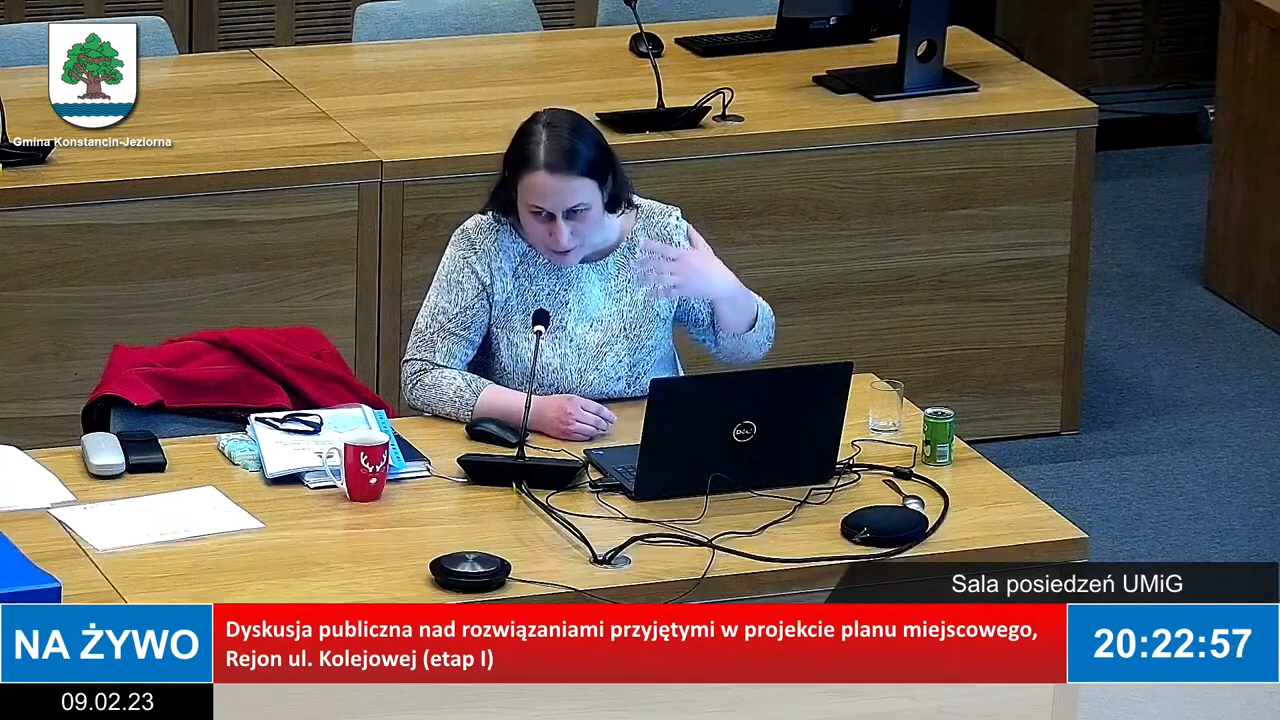 Gmina Konstancin-Jeziorna
DELL
Sala posiedzeń UMiG
NA ŻYWO
Dyskusja publiczna nad rozwiązaniami przyjętymi w projekcie planu miejscowego,
Rejon ul. Kolejowej (etap I)
20:22:57
09.02.23